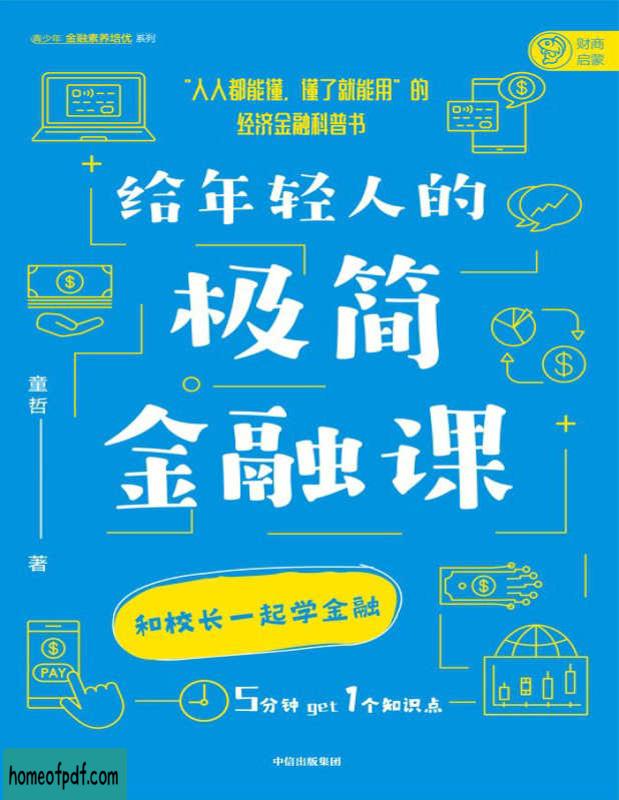 青少年 金融素养培优 系列
财商
启蒙
“人人都能懂，懂了就能用”的
经济金融科普书
给年轻人的
极简
金融课
童哲
著
和校长一起学金融
PAY
5分钟 get 1个知识点
中信出版集团
homeofpdf.com